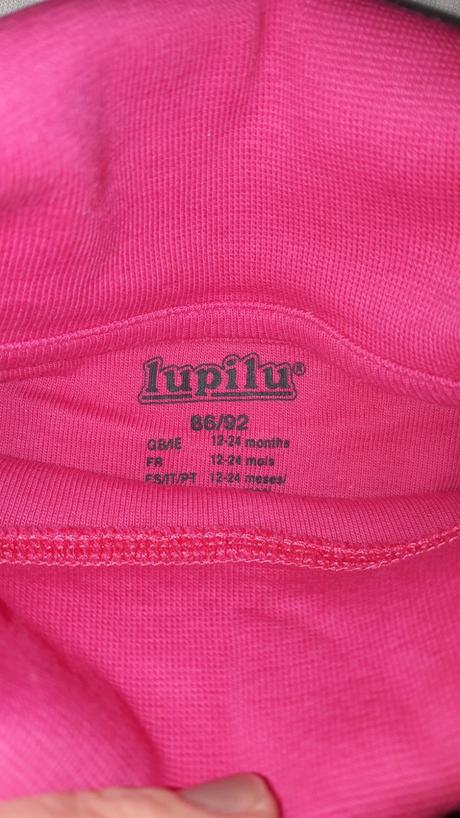 lupilu®
86/92
GB/IE 12-24 months
FR 12-24 mois
ES/IT/PT 12-24 meses/